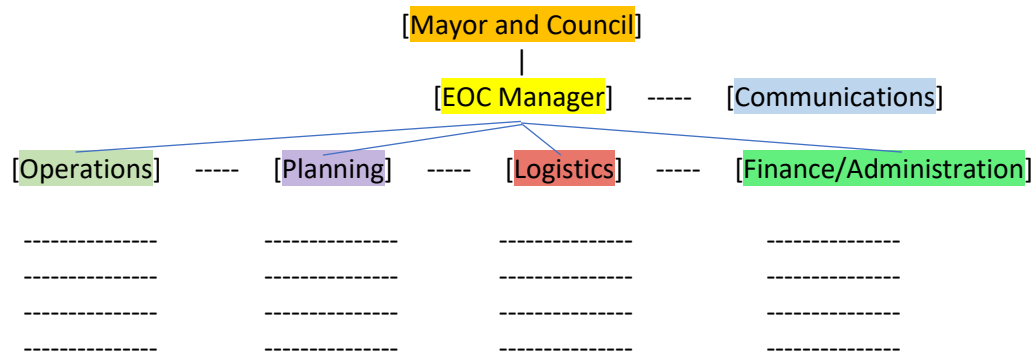 [Mayor and Council]
|
[EOC Manager] ----- [Communications]
[Operations] ----- [Planning] ----- [Logistics] ----- [Finance/Administration]
--------------- --------------- --------------- ---------------
--------------- --------------- --------------- ---------------
--------------- --------------- --------------- ---------------
--------------- --------------- --------------- ---------------